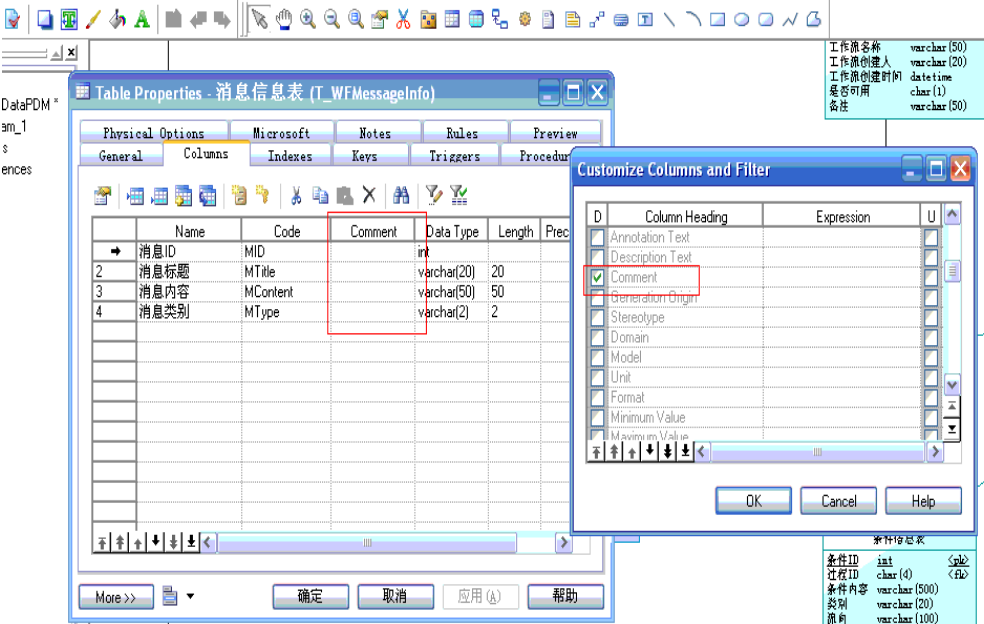 工作流名称 varchar(50)
工作流创建人 varchar(20)
工作流创建时间 datetime
是否可用 char(1)
备注 varchar(50)
DataPDM *
am_1
s
ences
Table Properties - 消息信息表 (T_WFMessageInfo)
Physical Options Microsoft Notes Rules Preview
General Columns Indexes Keys Triggers Procedur
Name Code Comment Data Type Length Prec
消息ID MID int
2 消息标题 MTitle varchar(20) 20
3 消息内容 MContent varchar(50) 50
4 消息类别 MType varchar(2) 2
More >> 确定 取消 应用(A) 帮助
Customize Columns and Filter
D Column Heading Expression U
Annotation Text
Description Text
Comment
Generation Origin
Stereotype
Domain
Model
Unit
Format
Minimum Value
Maximum Value
OK Cancel Help
条件信息表
条件ID int <pk>
过程ID char(4) <fk>
条件内容 varchar(500)
类别 varchar(20)
流向 varchar(100)